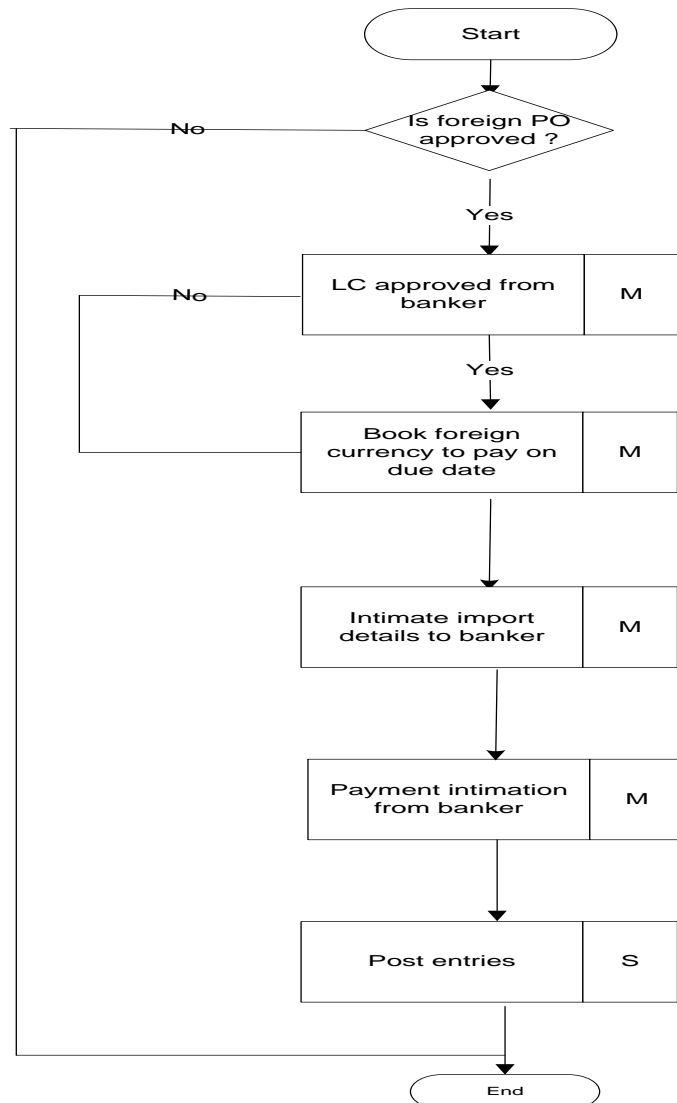 Start
Is foreign PO
approved ?
No
Yes
LC approved from
banker
M
No
Yes
Book foreign
currency to pay on
due date
M
Intimate import
details to banker
M
Payment intimation
from banker
M
Post entries
S
End